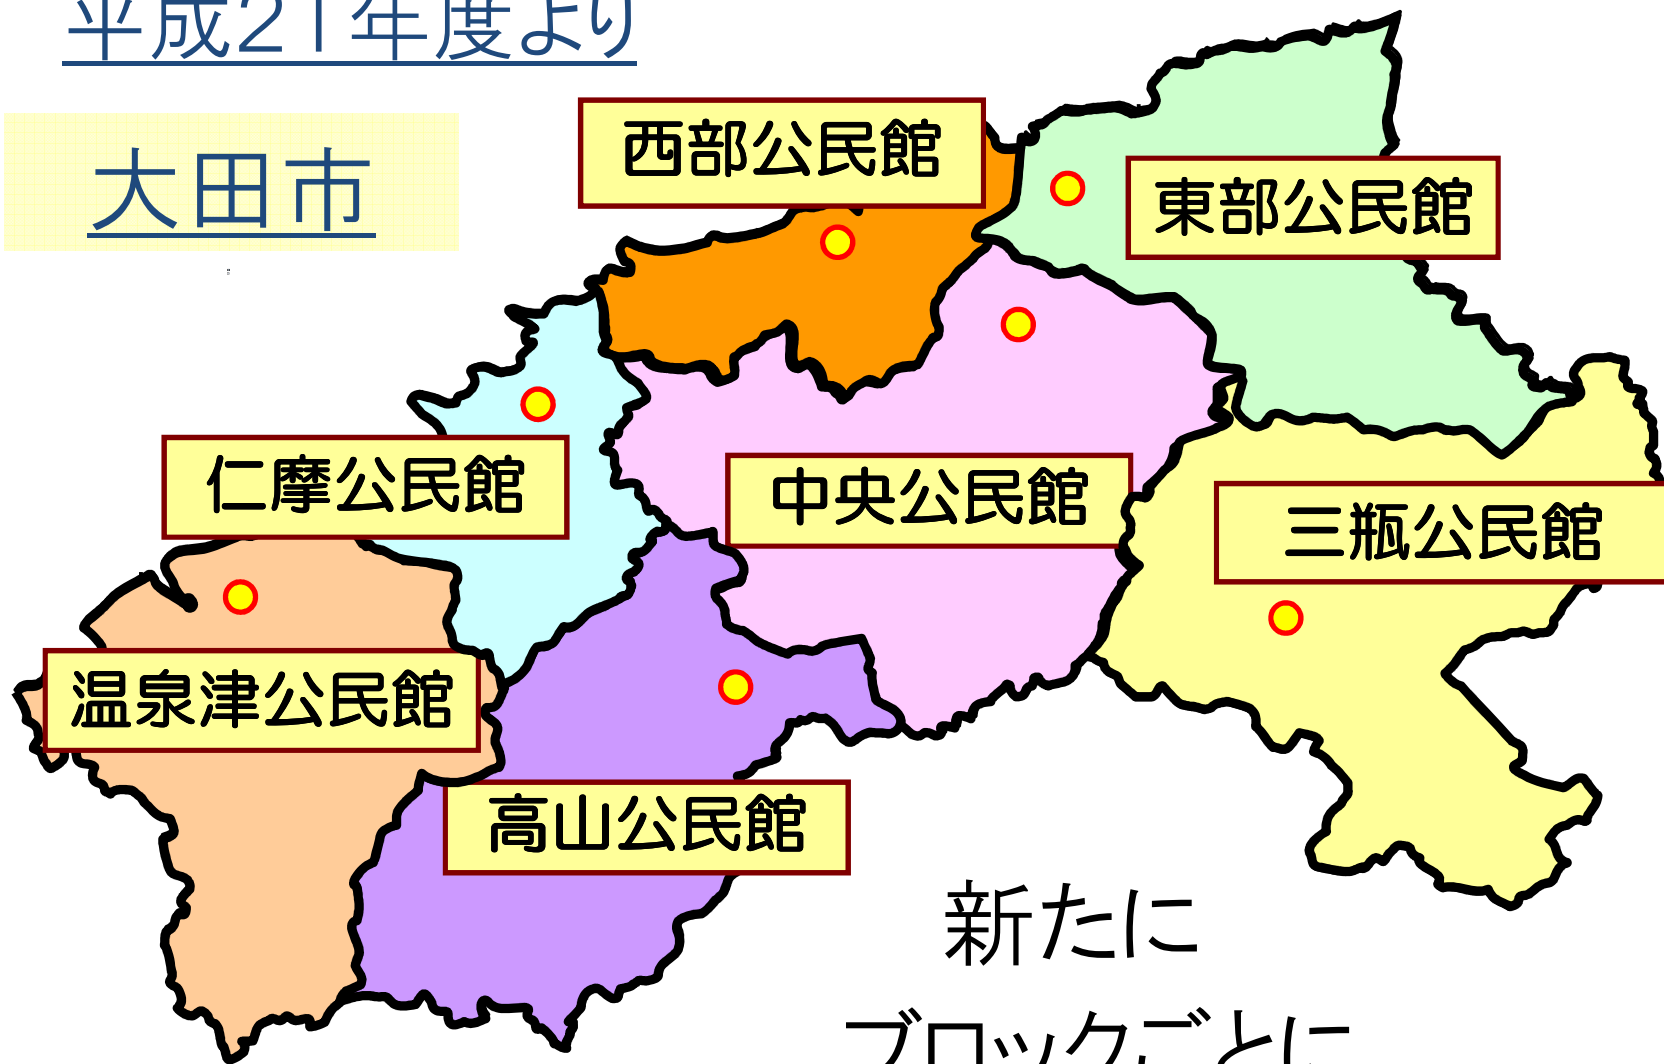 平成21年度より
大田市
西部公民館
東部公民館
仁摩公民館
中央公民館
三瓶公民館
温泉津公民館
高山公民館
新たに
ブロックごとに